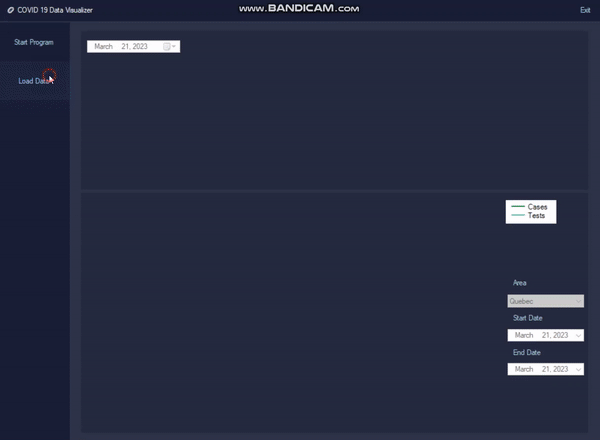 COVID 19 Data Visualizer
www.BANDICAM.com
Exit
Start Program
Load Data
March 21, 2023
Cases
Tests
Area
Quebec
Start Date
March 21, 2023
End Date
March 21, 2023